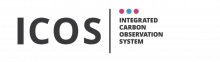 ICOS
INTEGRATED
CARBON
OBSERVATION
SYSTEM